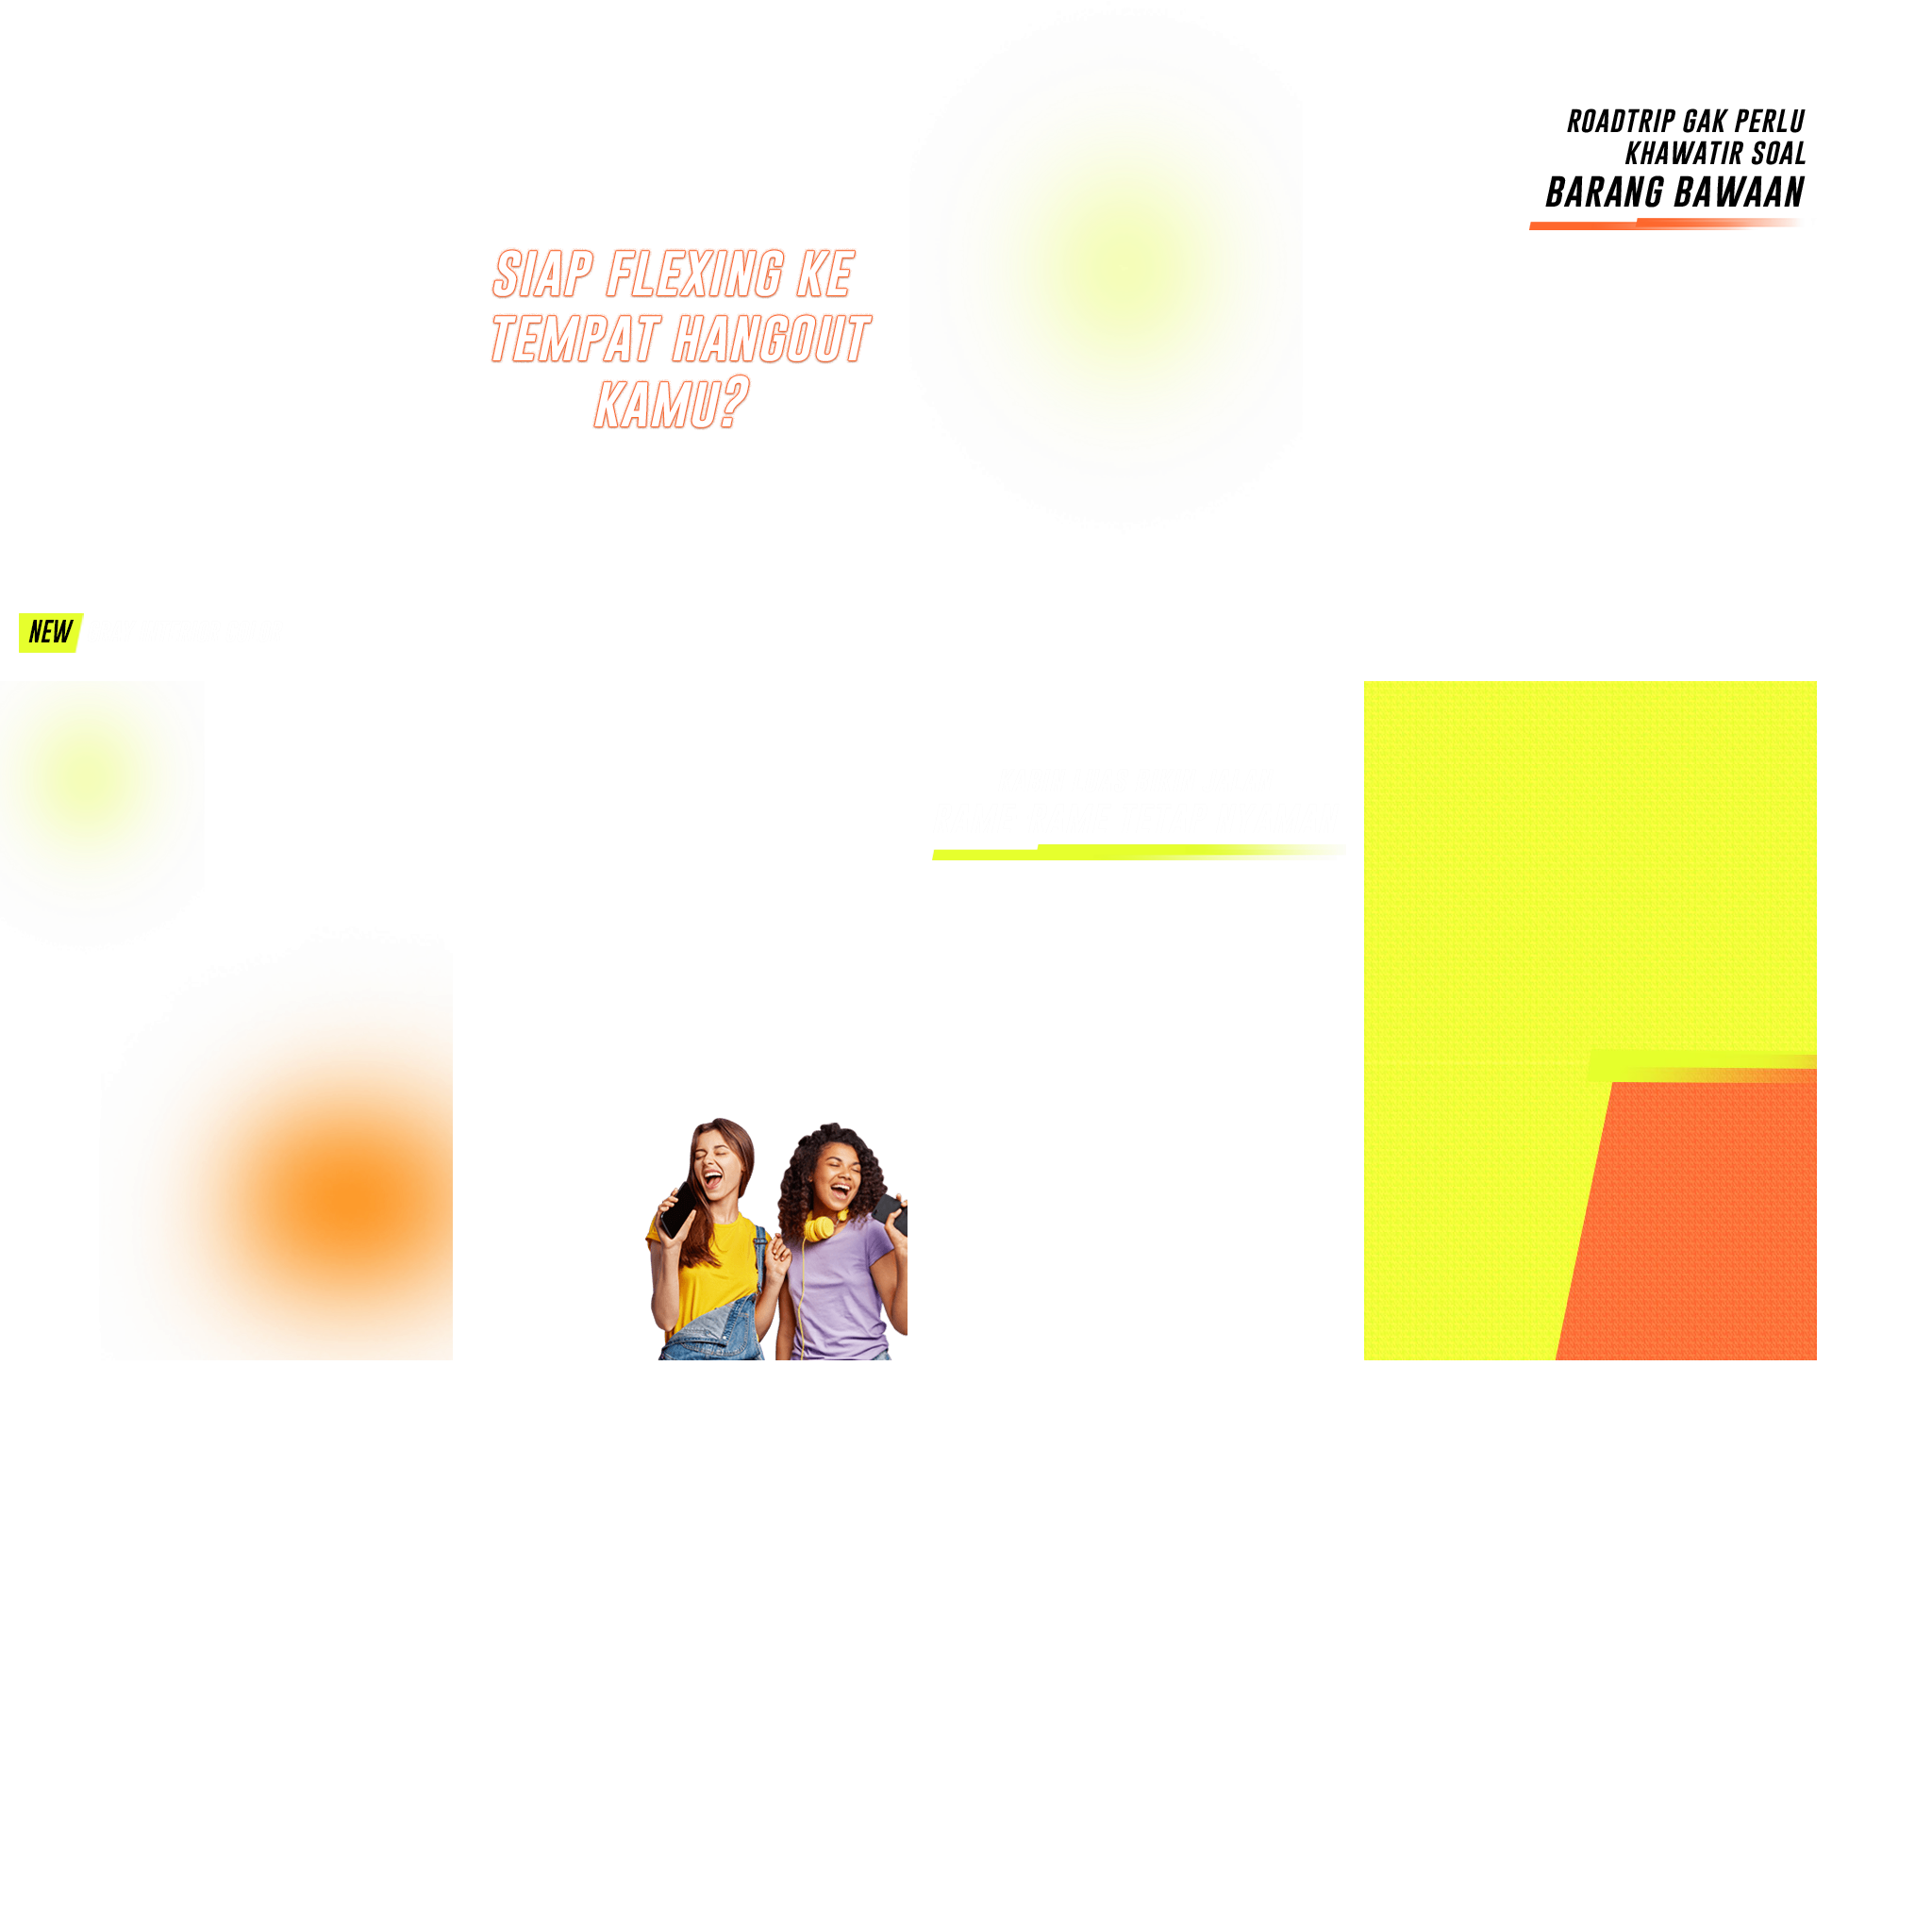 SIAP FLEXING KE
TEMPAT HANGOUT
KAMU?
ROADTRIP GAK PERLU
KHAWATIR SOAL
BARANG BAWAAN
NEW